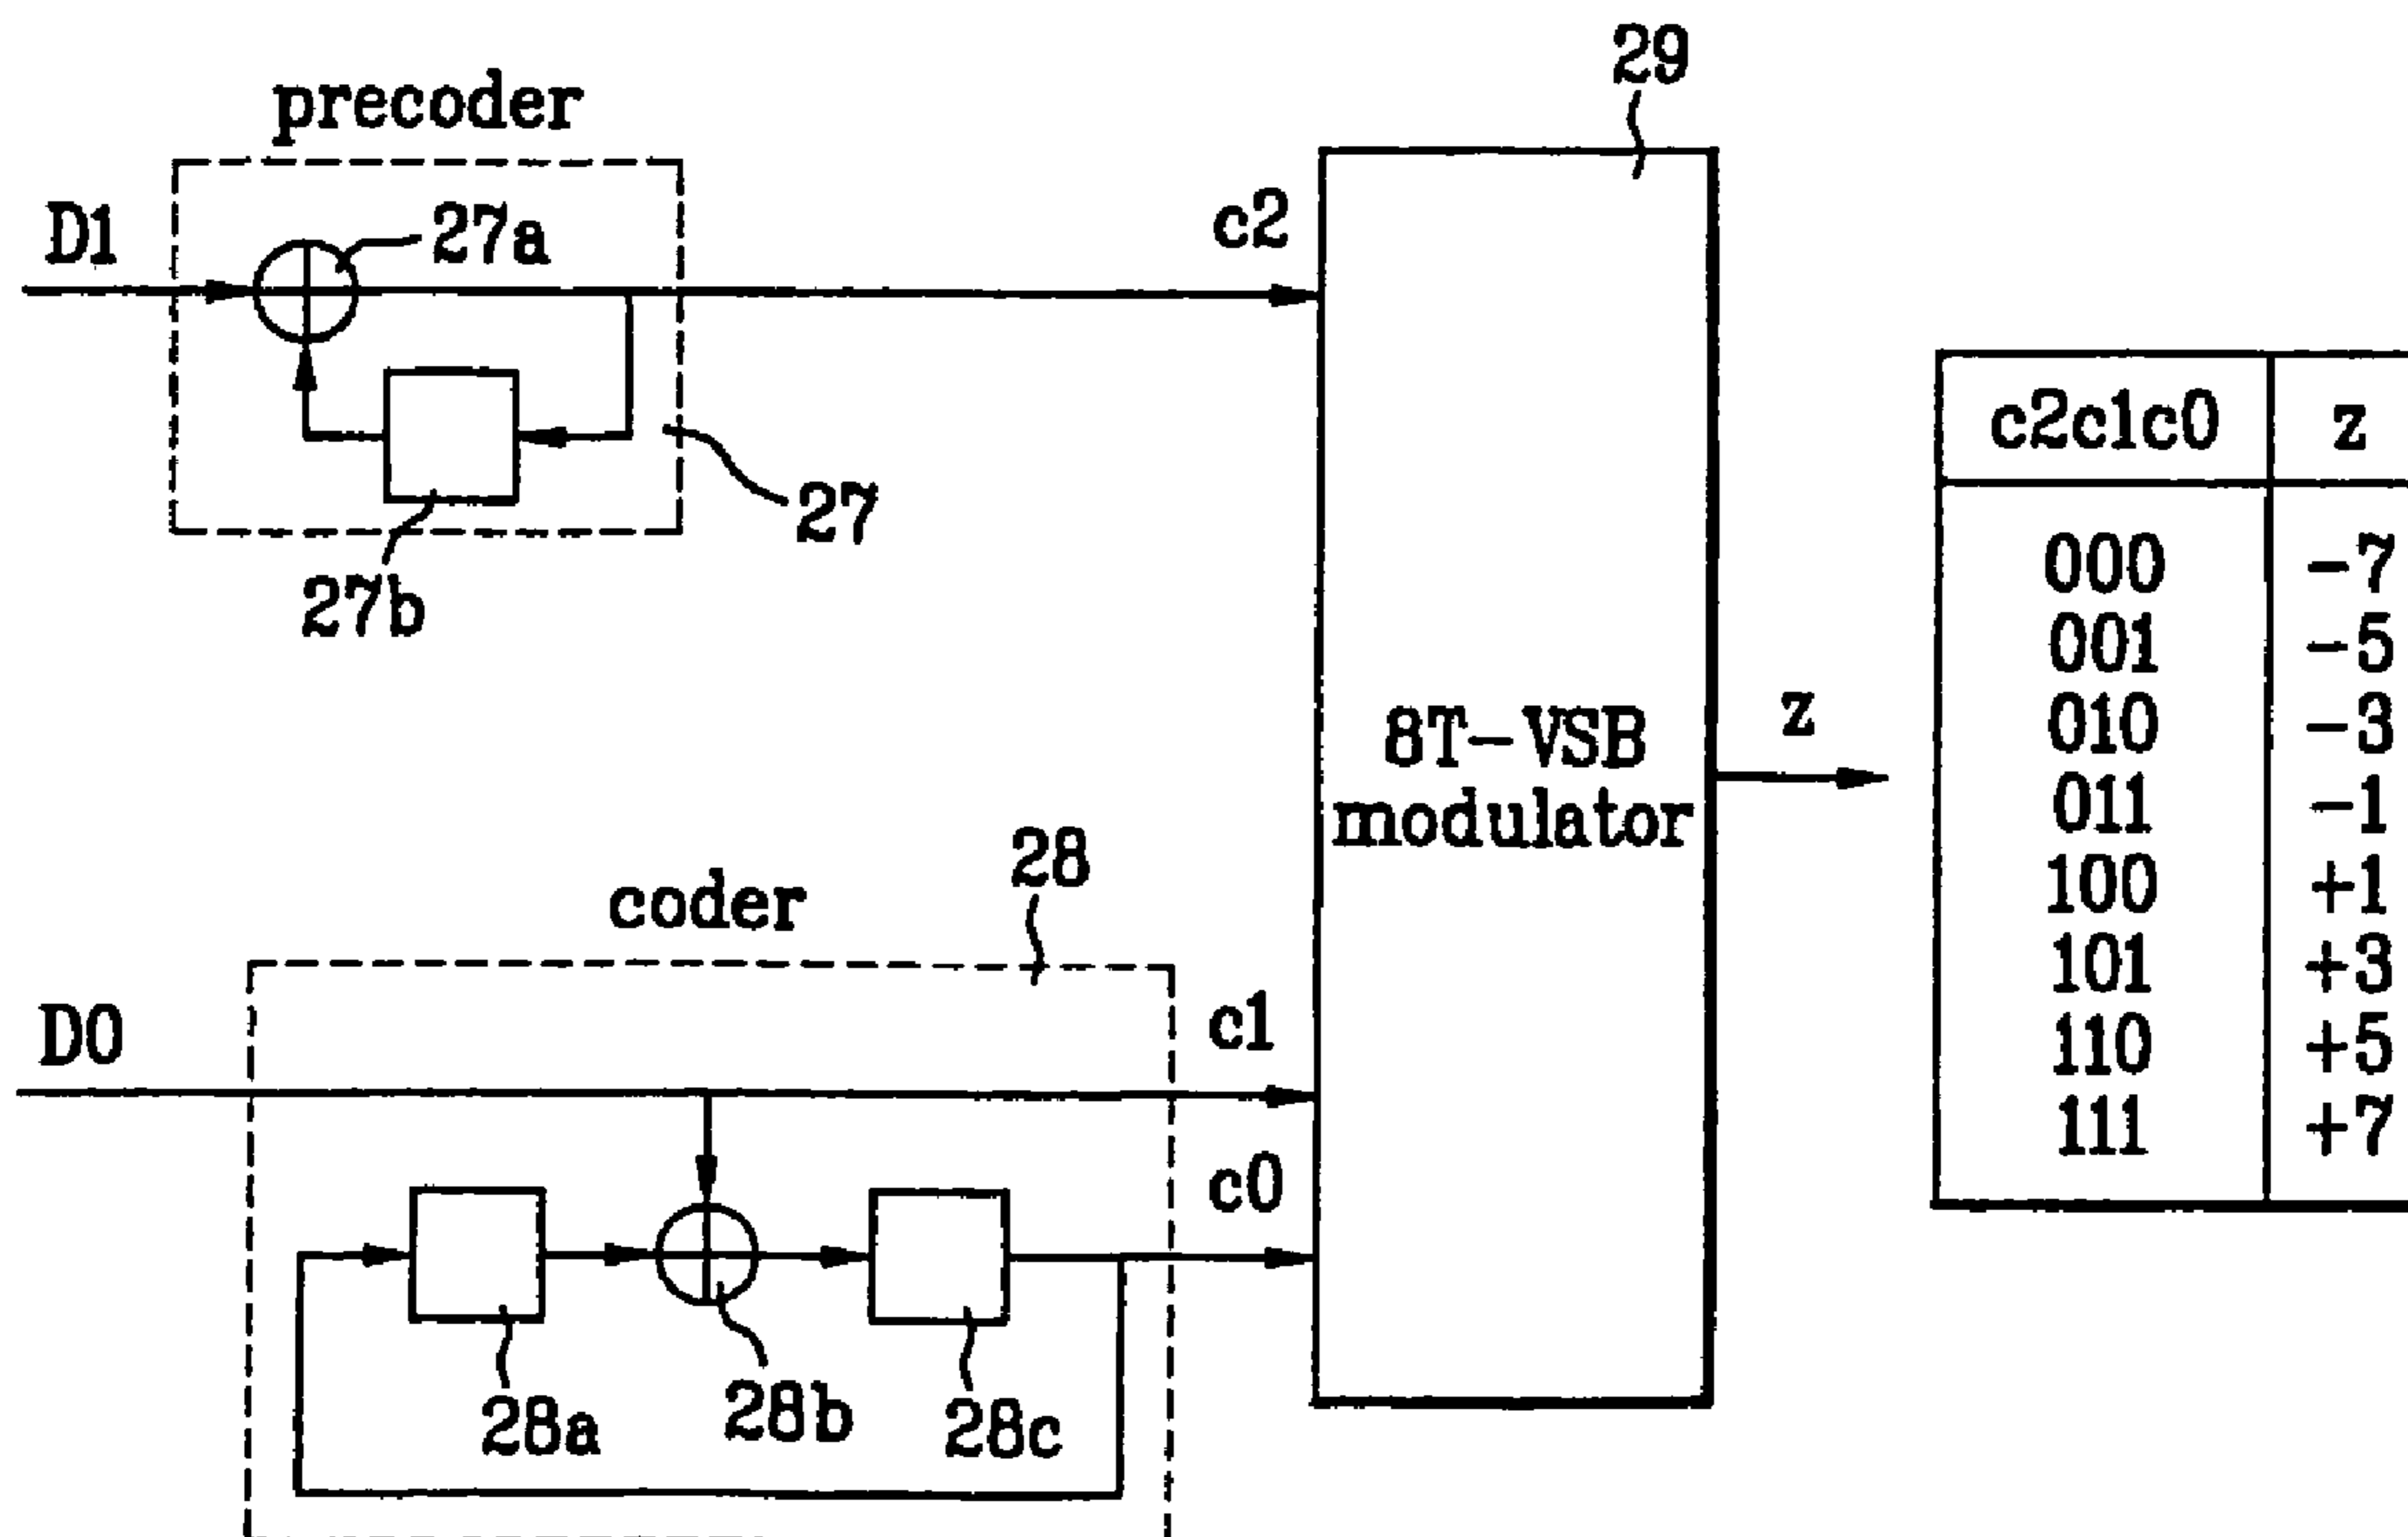 29
precoder
D1
27a
c2
27
27b
c2c1c0 z
000 -7
001 -5
010 -3
011 -1
100 +1
101 +3
110 +5
111 +7
8T-VSB
modulator
z
coder
28
D0
c1
c0
28a
28b
28c